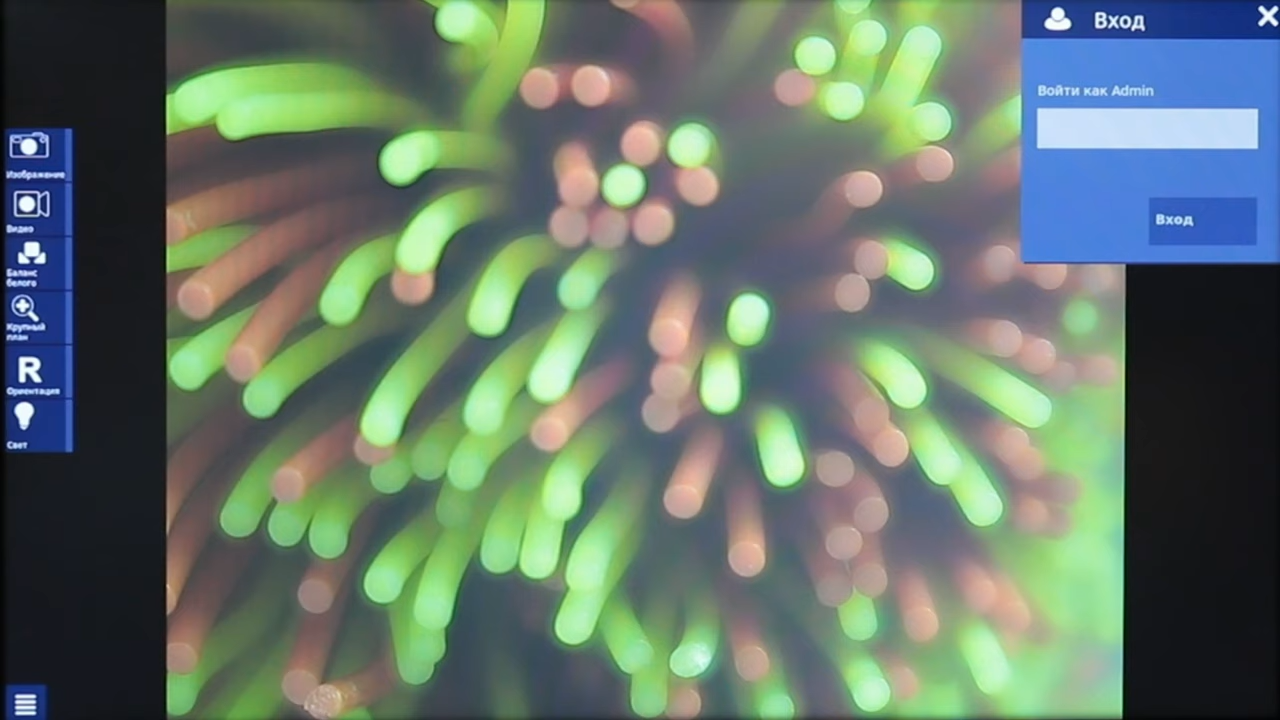 Вход
Войти как Admin
Вход
Изображение
Видео
Баланс
белого
Крупный
план
R
Ориентация
Свет